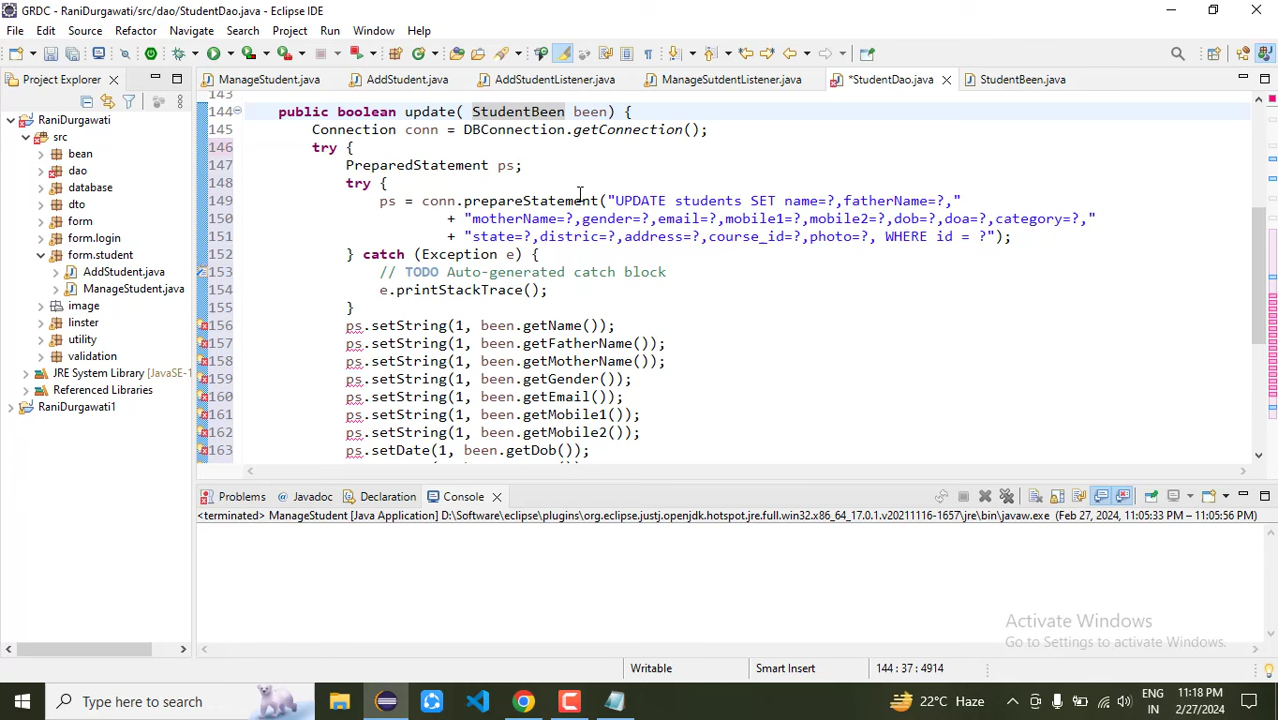 GRDC - RaniDurgawati/src/dao/StudentDao.java - Eclipse IDE
File Edit Source Refactor Navigate Search Project Run Window Help
Project Explorer
ManageStudent.java AddStudent.java AddStudentListener.java ManageSutdentListener.java *StudentDao.java StudentBeen.java
RaniDurgawati
src
bean
dao
database
dto
form
form.login
form.student
AddStudent.java
ManageStudent.java
image
linster
utility
validation
JRE System Library [JavaSE-1
Referenced Libraries
RaniDurgawati1
143
144 public boolean update( StudentBeen been) {
145 Connection conn = DBConnection.getConnection();
146 try {
147 PreparedStatement ps;
148 try {
149 ps = conn.prepareStatement("UPDATE students SET name=?,fatherName=?,"
150 + "motherName=?,gender=?,email=?,mobile1=?,mobile2=?,dob=?,doa=?,category=?,"
151 + "state=?,distric=?,address=?,course_id=?,photo=?, WHERE id = ?");
152 } catch (Exception e) {
153 // TODO Auto-generated catch block
154 e.printStackTrace();
155 }
156 ps.setString(1, been.getName());
157 ps.setString(1, been.getFatherName());
158 ps.setString(1, been.getMotherName());
159 ps.setString(1, been.getGender());
160 ps.setString(1, been.getEmail());
161 ps.setString(1, been.getMobile1());
162 ps.setString(1, been.getMobile2());
163 ps.setDate(1, been.getDob());
Problems Javadoc Declaration Console
<terminated> ManageStudent [Java Application] D:\Software\eclipse\plugins\org.eclipse.justj.openjdk.hotspot.jre.full.win32.x86_64_17.0.1.v20211116-1657\jre\bin\javaw.exe (Feb 27, 2024, 11:05:33 PM – 11:05:56 PM)
Activate Windows
Go to Settings to activate Windows.
Writable Smart Insert 144 : 37 : 4914
Type here to search
22°C Haze
ENG
IN
11:18 PM
2/27/2024